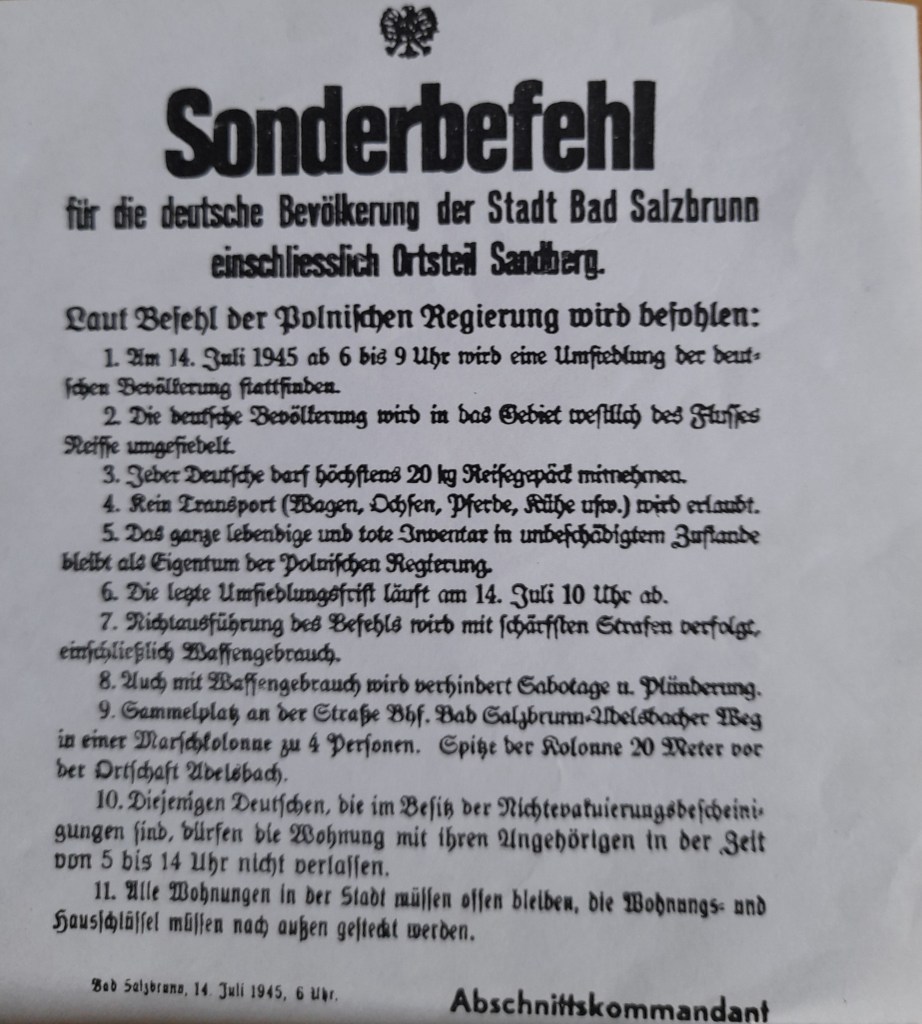 Sonderbefehl
für die deutsche Bevölkerung der Stadt Bad Salzbrunn
einschliesslich Ortsteil Sandberg.
Laut Befehl der Polnischen Regierung wird befohlen:
1. Am 14. Juli 1945 ab 6 bis 9 Uhr wird eine Umsiedlung der deut-
schen Bevölkerung stattfinden.
2. Die deutsche Bevölkerung wird in das Gebiet westlich des Flusses
Neisse umgesiedelt.
3. Jeder Deutsche darf höchstens 20 kg Reisegepäck mitnehmen.
4. Kein Transport (Wagen, Ochsen, Pferde, Kühe usw.) wird erlaubt.
5. Das ganze lebendige und tote Inventar in unbeschädigtem Zustande
bleibt als Eigentum der Polnischen Regierung.
6. Die letzte Umsiedlungsfrist läuft am 14. Juli 10 Uhr ab.
7. Nichtausführung des Befehls wird mit schärfsten Strafen verfolgt,
einschließlich Waffengebrauch.
8. Auch mit Waffengebrauch wird verhindert Sabotage u. Plünderung.
9. Sammelplatz an der Straße Bhf. Bad Salzbrunn-Adelsbacher Weg
in einer Marschkolonne zu 4 Personen. Spitze der Kolonne 20 Meter vor
der Ortschaft Adelsbach.
10. Diejenigen Deutschen, die im Besitz der Nichtevakuierungsbescheini-
gungen sind, dürfen die Wohnung mit ihren Angehörigen in der Zeit
von 5 bis 14 Uhr nicht verlassen.
11. Alle Wohnungen in der Stadt müssen offen bleiben, die Wohnungs- und
Hausschlüssel müssen nach außen gesteckt werden.
Bad Salzbrunn, 14. Juli 1945, 6 Uhr.
Abschnittskommandant